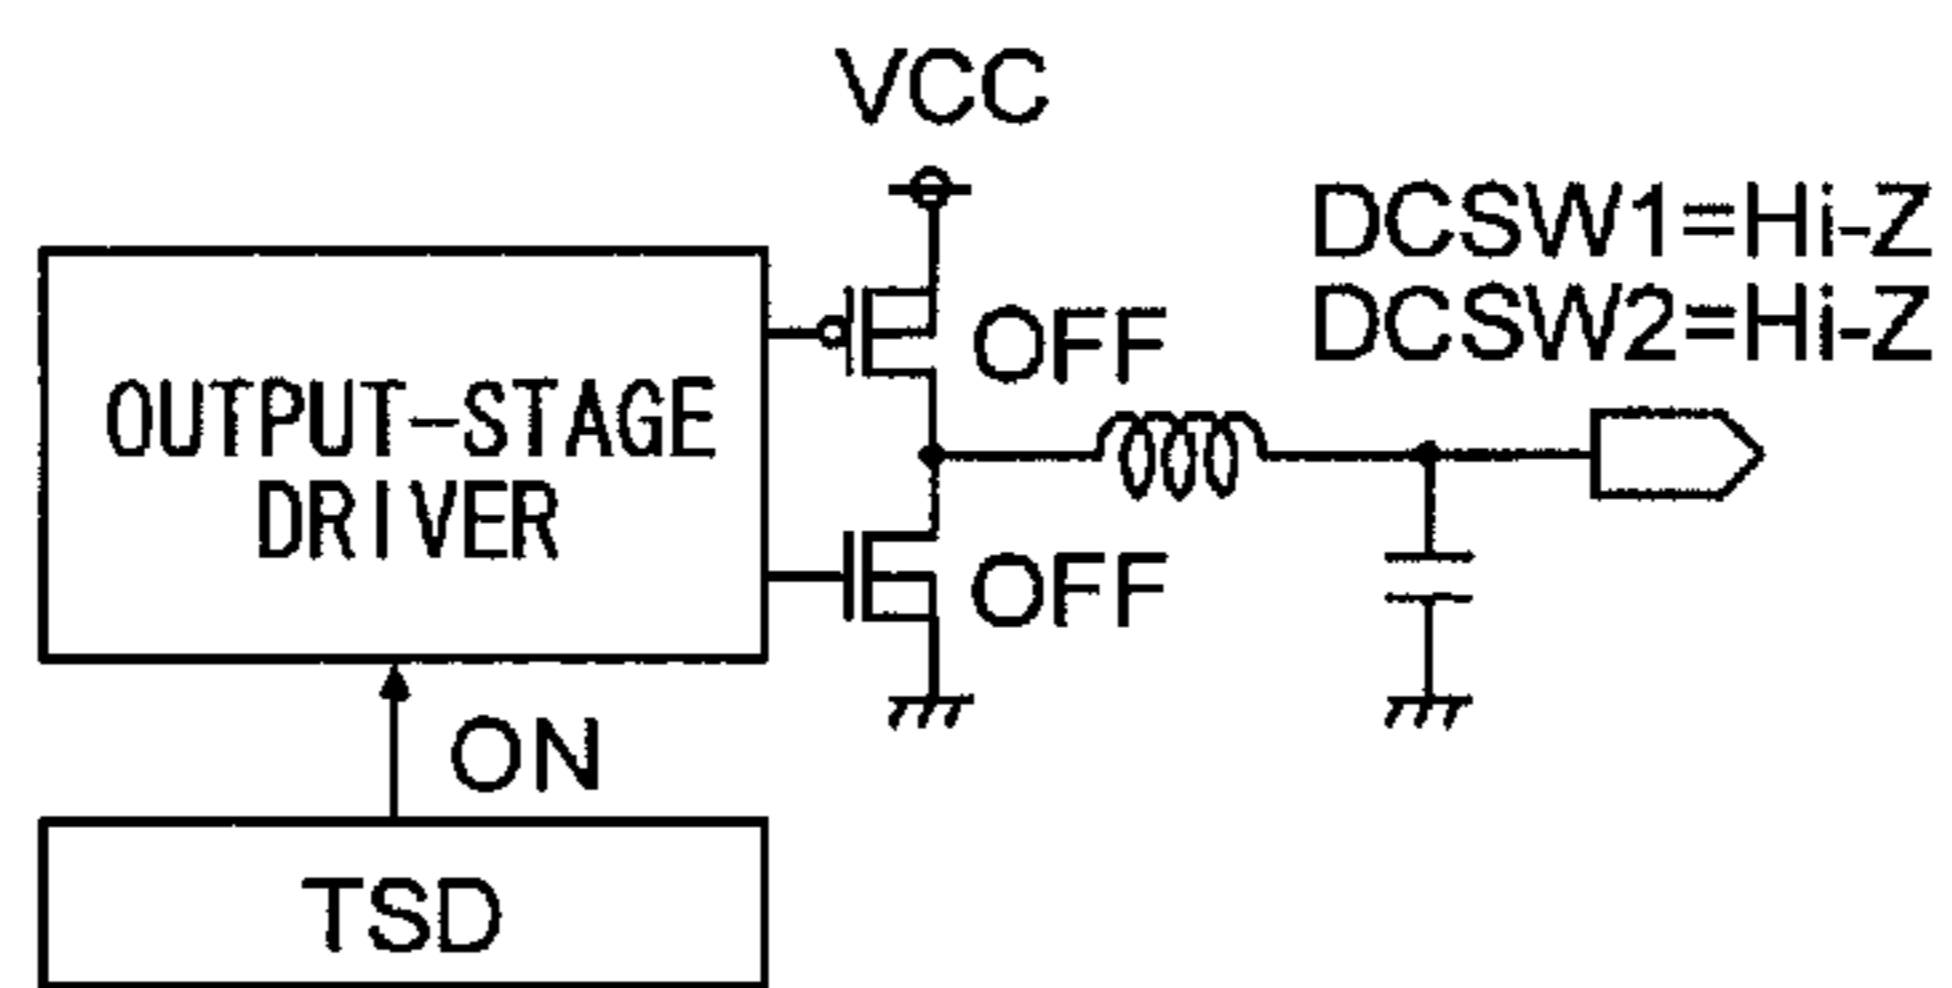 VCC
DCSW1=Hi-Z
DCSW2=Hi-Z
OFF
OUTPUT-STAGE
DRIVER
OFF
ON
TSD